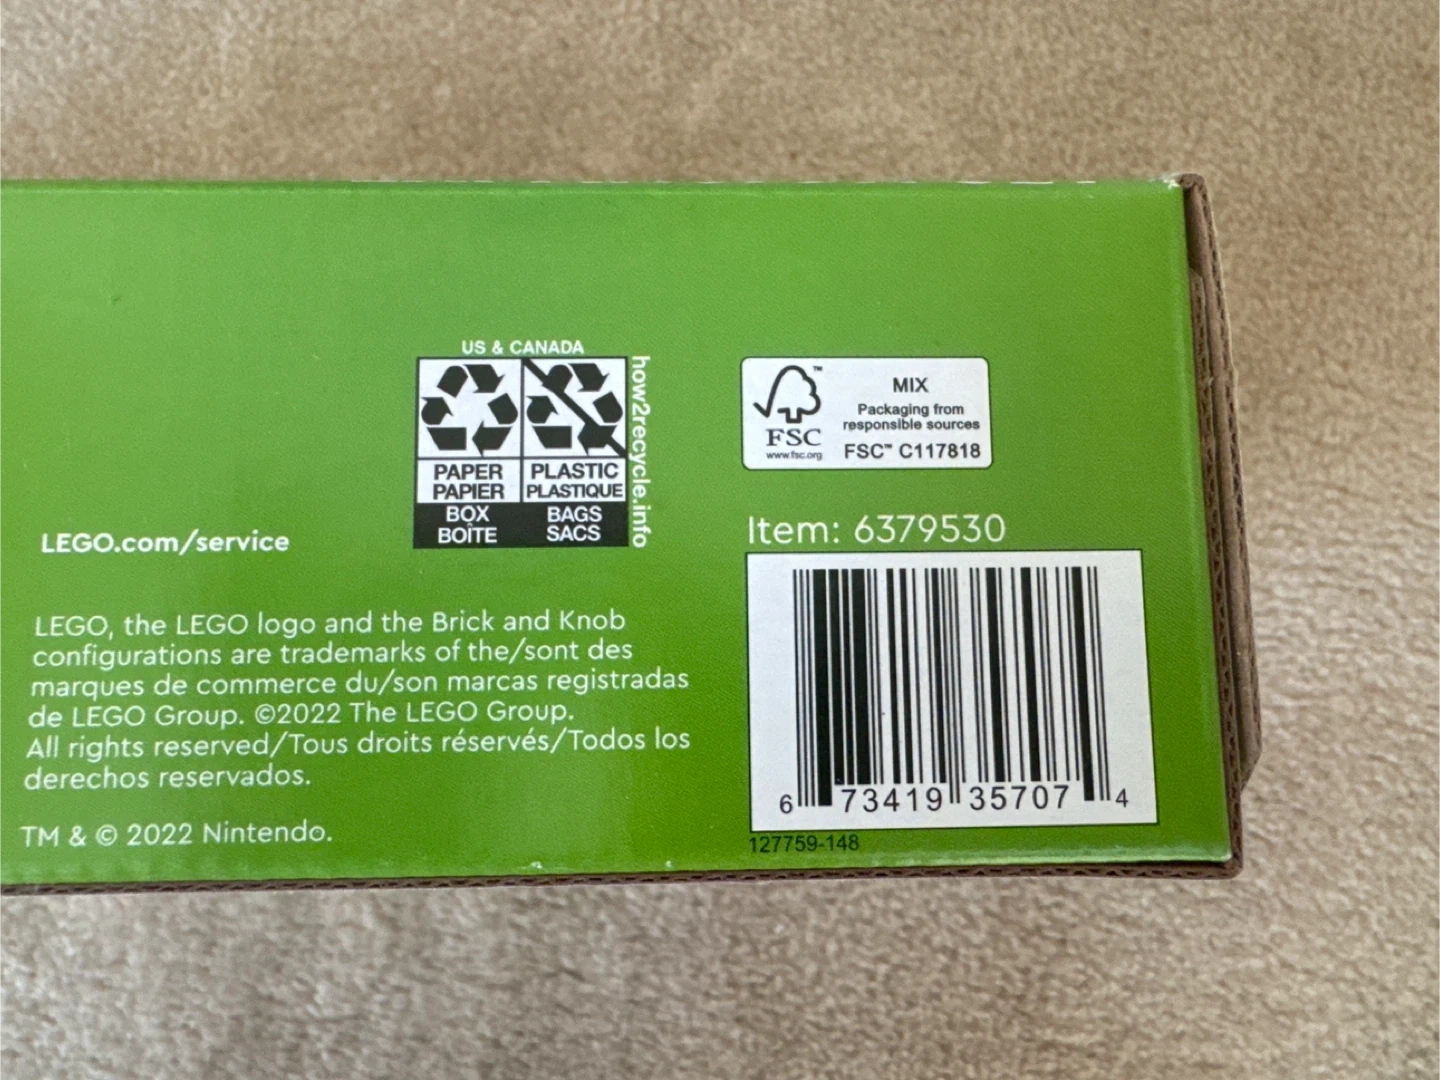 US & CANADA
how2recycle.info
PAPER
PAPIER
BOX
BOÎTE
PLASTIC
PLASTIQUE
BAGS
SACS
FSC
www.fsc.org
™
MIX
Packaging from
responsible sources
FSC™ C117818
LEGO.com/service
Item: 6379530
LEGO, the LEGO logo and the Brick and Knob
configurations are trademarks of the/sont des
marques de commerce du/son marcas registradas
de LEGO Group. ©2022 The LEGO Group.
All rights reserved/Tous droits réservés/Todos los
derechos reservados.
TM & © 2022 Nintendo.
6 73419 35707 4
127759-148